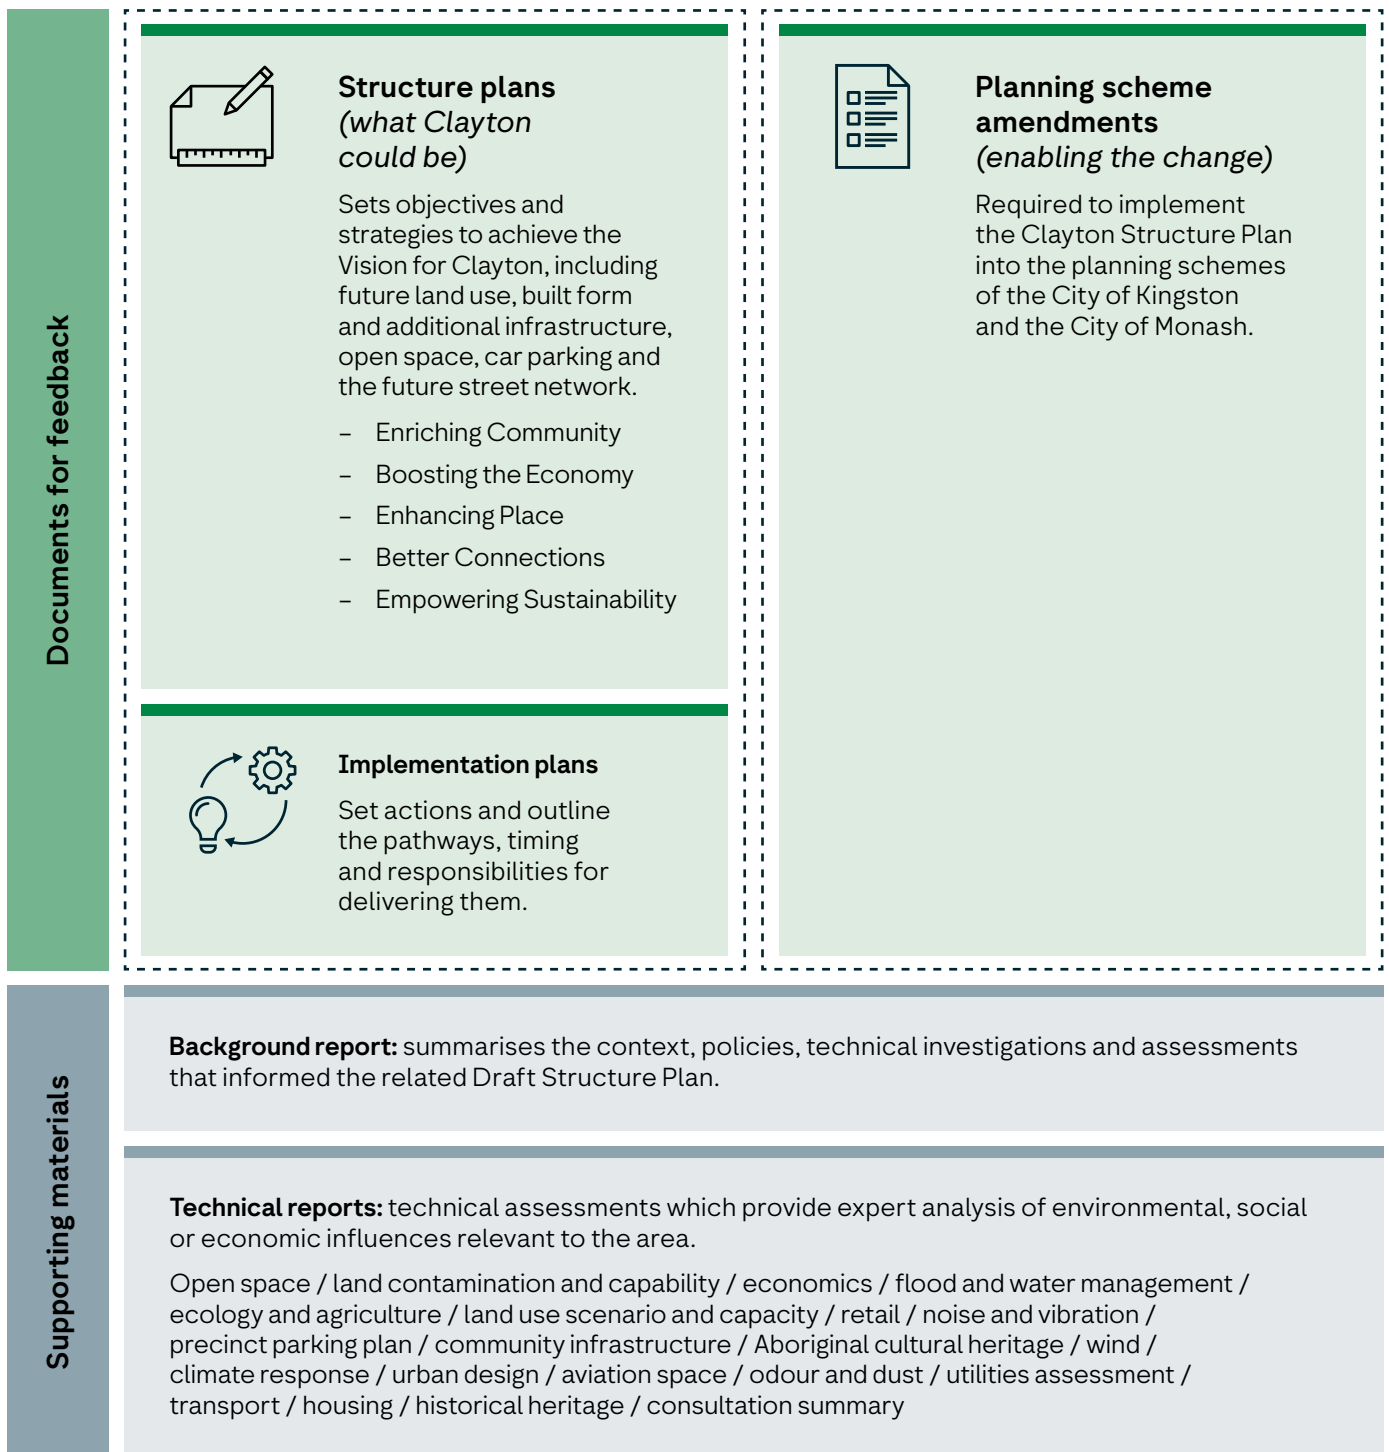 Documents for feedback
Structure plans
(what Clayton
could be)
Sets objectives and
strategies to achieve the
Vision for Clayton, including
future land use, built form
and additional infrastructure,
open space, car parking and
the future street network.
– Enriching Community
– Boosting the Economy
– Enhancing Place
– Better Connections
– Empowering Sustainability
Implementation plans
Set actions and outline
the pathways, timing
and responsibilities for
delivering them.
Planning scheme
amendments
(enabling the change)
Required to implement
the Clayton Structure Plan
into the planning schemes
of the City of Kingston
and the City of Monash.
Supporting materials
Background report: summarises the context, policies, technical investigations and assessments
that informed the related Draft Structure Plan.
Technical reports: technical assessments which provide expert analysis of environmental, social
or economic influences relevant to the area.
Open space / land contamination and capability / economics / flood and water management /
ecology and agriculture / land use scenario and capacity / retail / noise and vibration /
precinct parking plan / community infrastructure / Aboriginal cultural heritage / wind /
climate response / urban design / aviation space / odour and dust / utilities assessment /
transport / housing / historical heritage / consultation summary